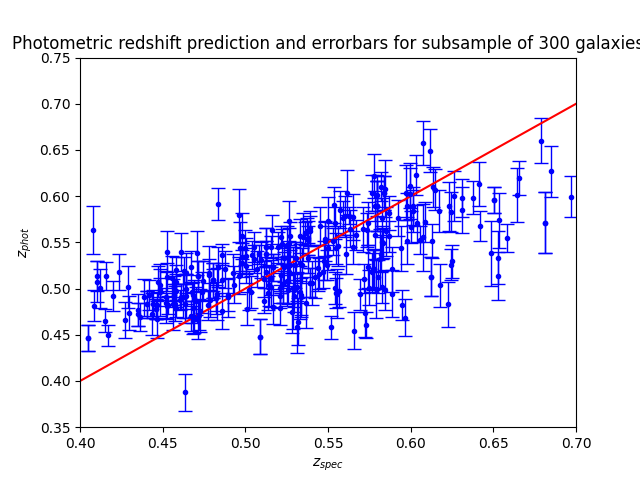 Photometric redshift prediction and errorbars for subsample of 300 galaxies
0.75
0.70
0.65
0.60
0.55
0.50
0.45
0.40
0.35
z_phot
0.40 0.45 0.50 0.55 0.60 0.65 0.70
z_spec